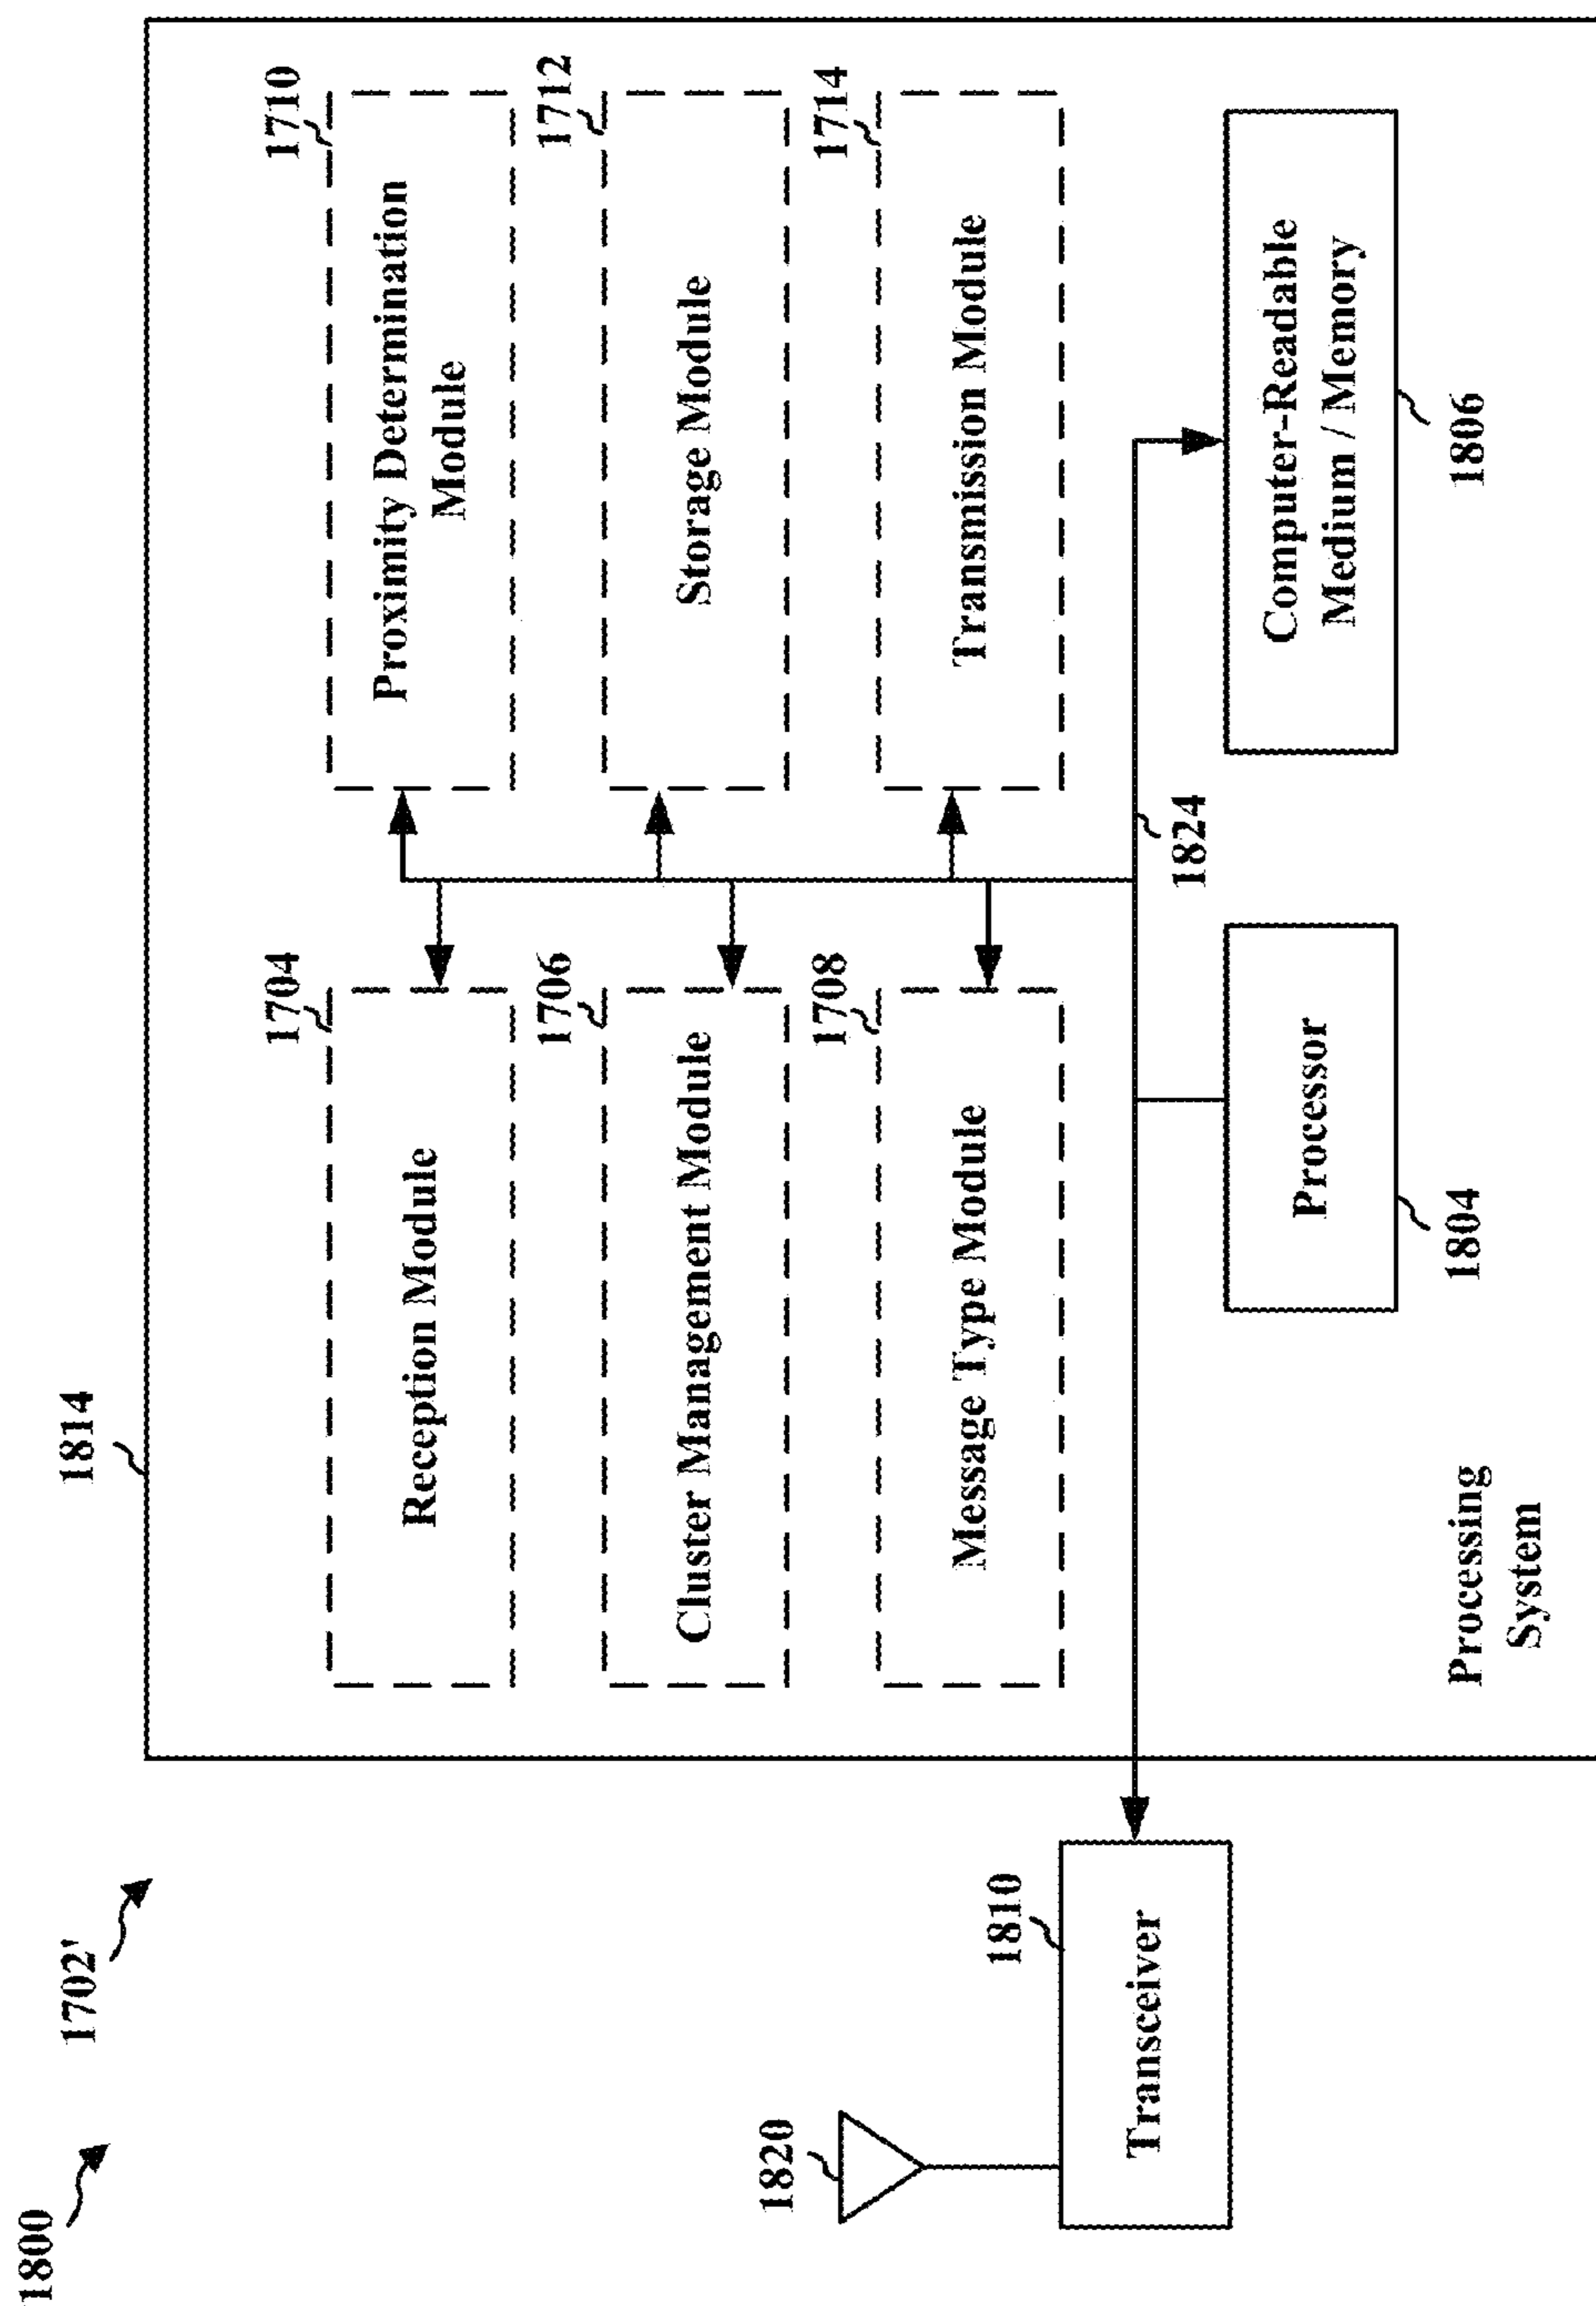 1800
1702'
1814
1704
Reception Module
1710
Proximity Determination
Module
1706
Cluster Management Module
1712
Storage Module
1708
Message Type Module
1714
Transmission Module
1820
1810
Transceiver
1824
Processor
1804
Computer-Readable
Medium / Memory
1806
Processing
System